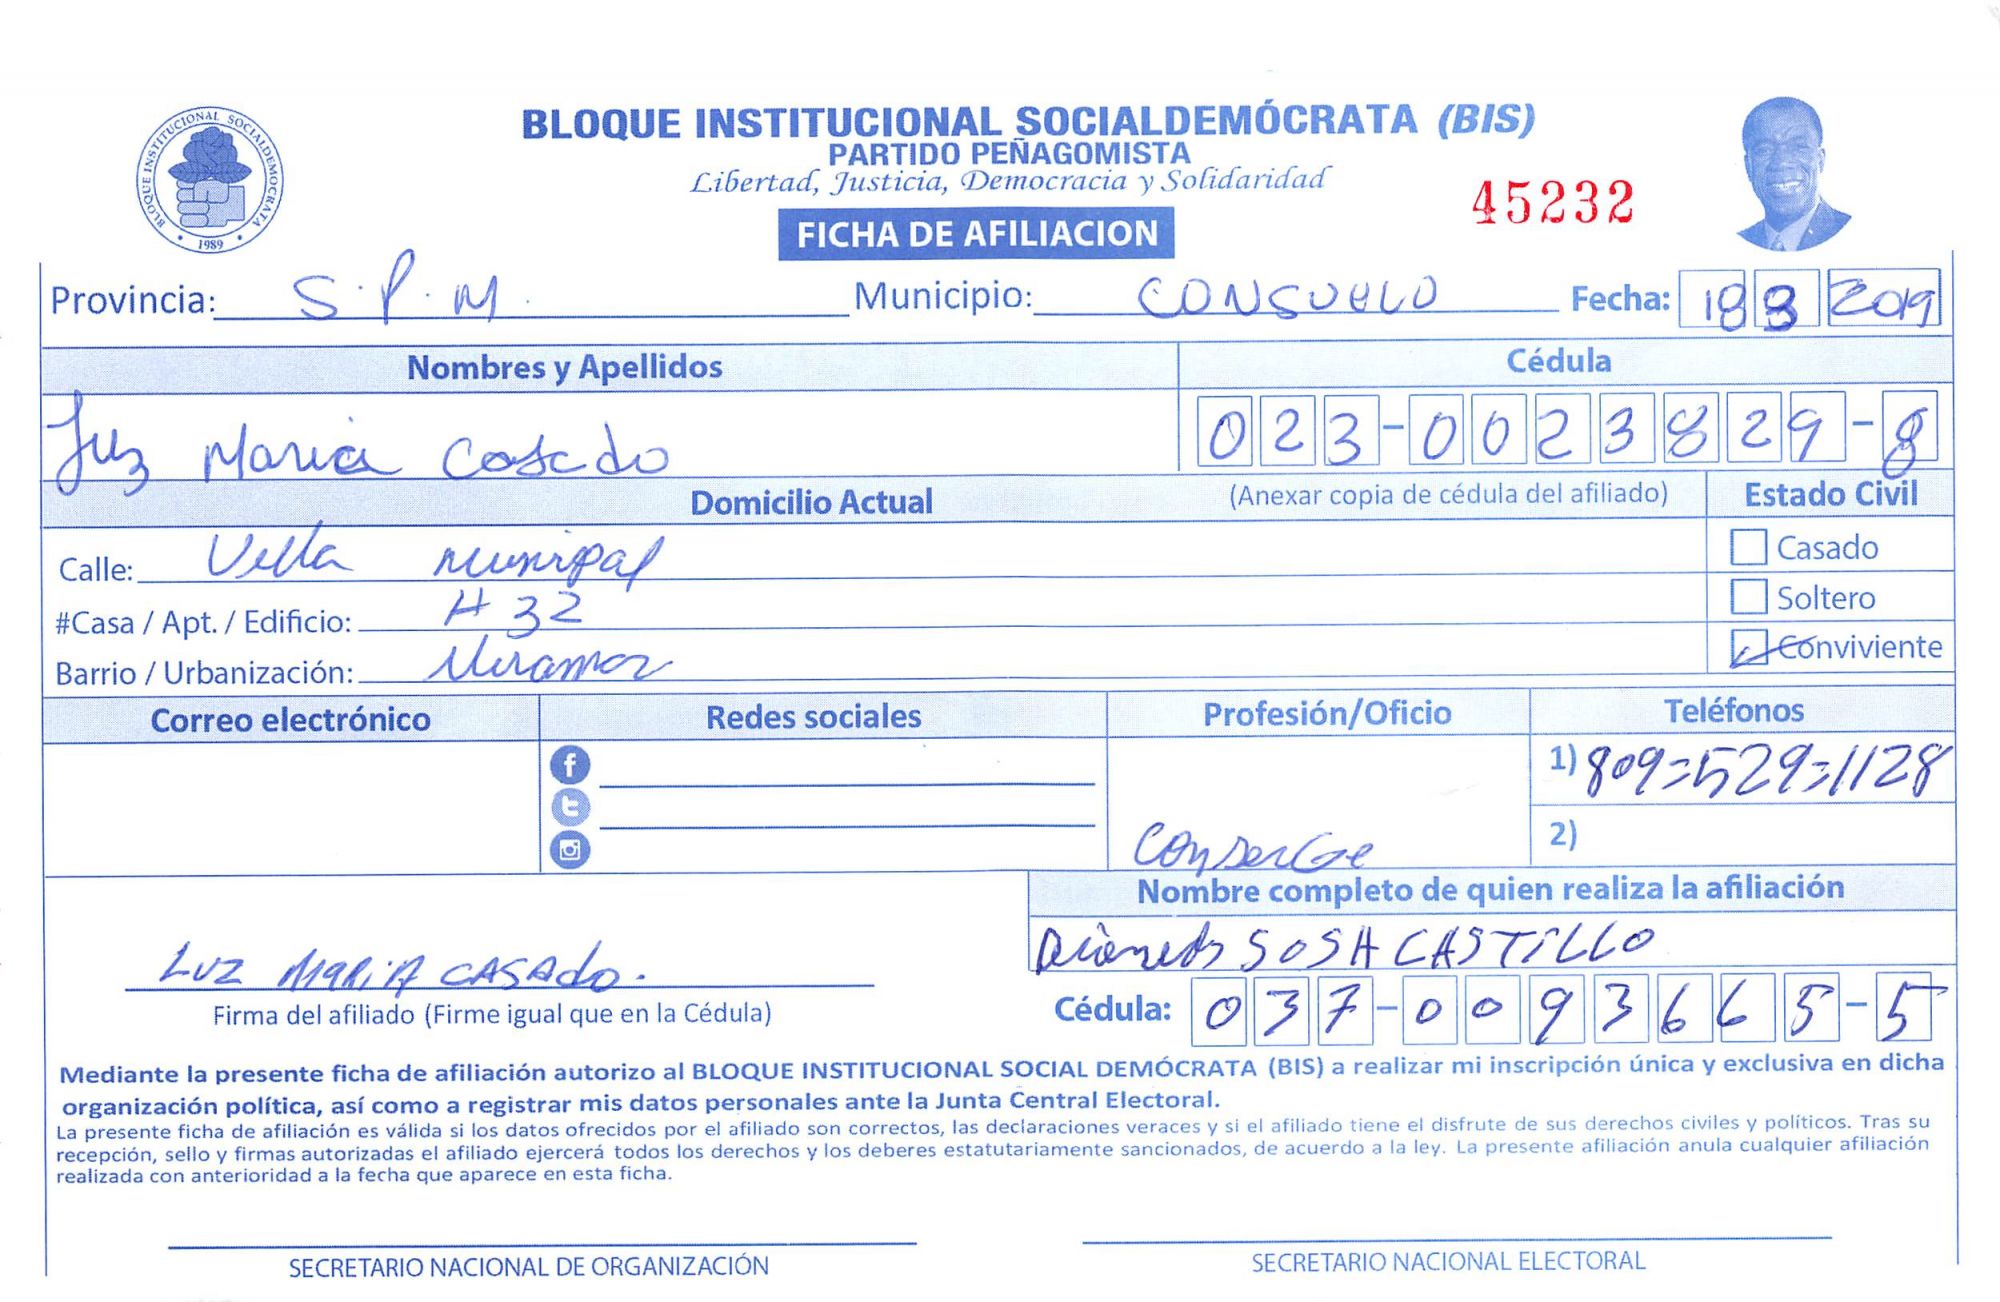 BLOQUE INSTITUCIONAL SOCIALDEMOCRATA
1989
BLOQUE INSTITUCIONAL SOCIALDEMÓCRATA (BIS)
PARTIDO PEÑAGOMISTA
Libertad, Justicia, Democracia y Solidaridad
45232
FICHA DE AFILIACION
Provincia: S.P.M. Municipio: CONSUELO Fecha: 18 3 2019
Nombres y Apellidos Cédula
Luz Maria Casado 023-0023829-8
Domicilio Actual (Anexar copia de cédula del afiliado) Estado Civil
Calle: Villa Munipal Casado
#Casa / Apt. / Edificio: # 32 Soltero
Barrio / Urbanización: Miramar Conviviente
Correo electrónico Redes sociales Profesión/Oficio Teléfonos
1) 809=529=1128
2)
Conserge
Nombre completo de quien realiza la afiliación
SOSA CASTILLO
LUZ MARIA CASADO.
Firma del afiliado (Firme igual que en la Cédula) Cédula: 037-0093665-5
Mediante la presente ficha de afiliación autorizo al BLOQUE INSTITUCIONAL SOCIAL DEMÓCRATA (BIS) a realizar mi inscripción única y exclusiva en dicha
organización política, así como a registrar mis datos personales ante la Junta Central Electoral.
La presente ficha de afiliación es válida si los datos ofrecidos por el afiliado son correctos, las declaraciones veraces y si el afiliado tiene el disfrute de sus derechos civiles y políticos. Tras su
recepción, sello y firmas autorizadas el afiliado ejercerá todos los derechos y los deberes estatutariamente sancionados, de acuerdo a la ley. La presente afiliación anula cualquier afiliación
realizada con anterioridad a la fecha que aparece en esta ficha.
SECRETARIO NACIONAL DE ORGANIZACIÓN SECRETARIO NACIONAL ELECTORAL